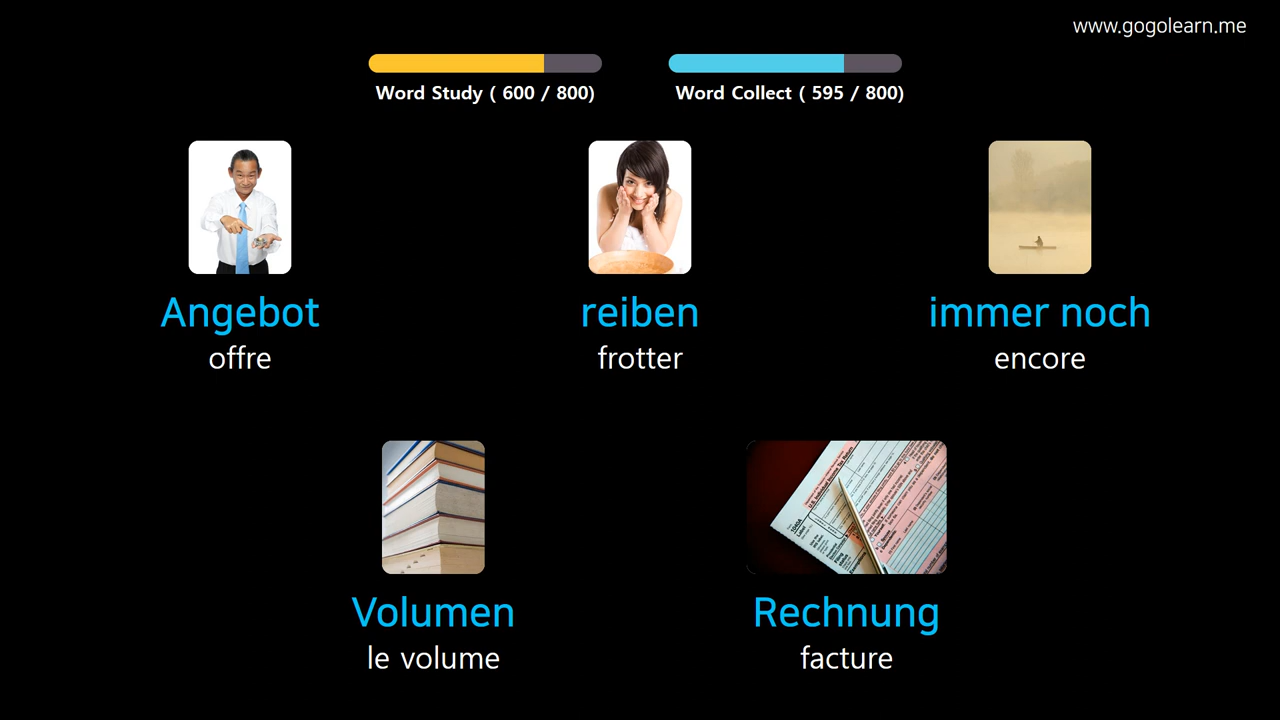 www.gogolearn.me
Word Study ( 600 / 800)
Word Collect ( 595 / 800)
Angebot
offre
reiben
frotter
immer noch
encore
Volumen
le volume
Rechnung
facture